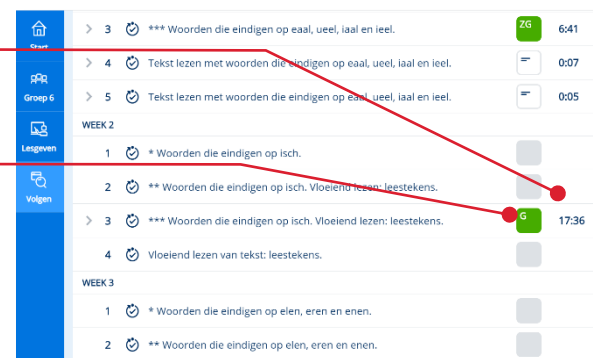 Start
Groep 6
Lesgeven
Volgen
3 *** Woorden die eindigen op eaal, ueel, iaal en ieel. ZG 6:41
4 Tekst lezen met woorden die eindigen op eaal, ueel, iaal en ieel. 0:07
5 Tekst lezen met woorden die eindigen op eaal, ueel, iaal en ieel. 0:05
WEEK 2
1 * Woorden die eindigen op isch.
2 ** Woorden die eindigen op isch. Vloeiend lezen: leestekens.
3 *** Woorden die eindigen op isch. Vloeiend lezen: leestekens. G 17:36
4 Vloeiend lezen van tekst: leestekens.
WEEK 3
1 * Woorden die eindigen op elen, eren en enen.
2 ** Woorden die eindigen op elen, eren en enen.